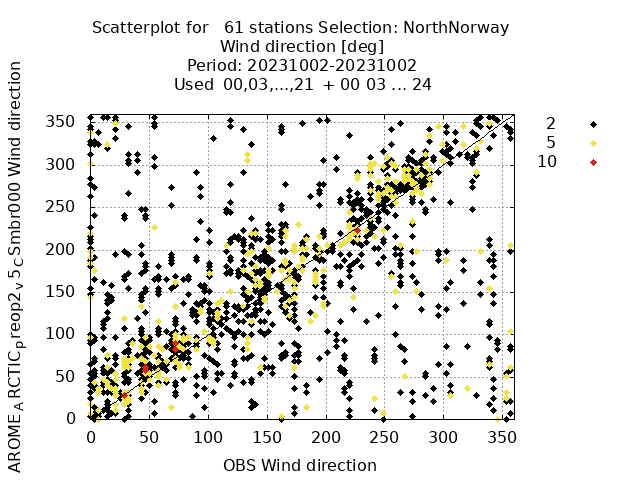 Scatterplot for 61 stations Selection: NorthNorway
Wind direction [deg]
Period: 20231002-20231002
Used 00,03,...,21 + 00 03 ... 24
AROME_ARCTIC_preop2_v5_CSmbr000 Wind direction
350
300
250
200
150
100
50
0
0 50 100 150 200 250 300 350
OBS Wind direction
2
5
10